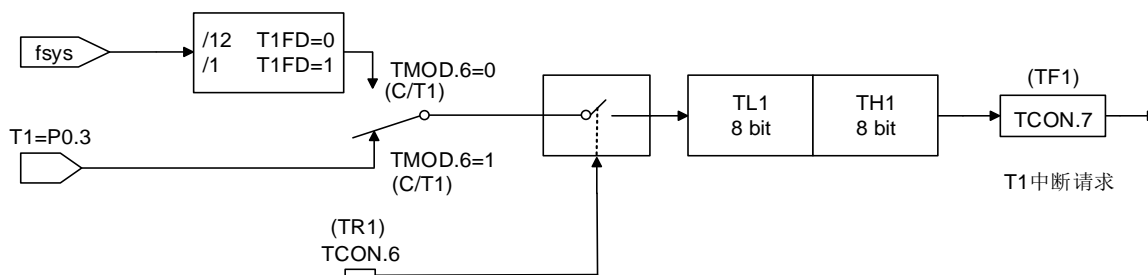 fsys
/12 T1FD=0
/1 T1FD=1
TMOD.6=0
(C/T1)
T1=P0.3
TMOD.6=1
(C/T1)
(TR1)
TCON.6
TL1
8 bit
TH1
8 bit
(TF1)
TCON.7
T1中断请求